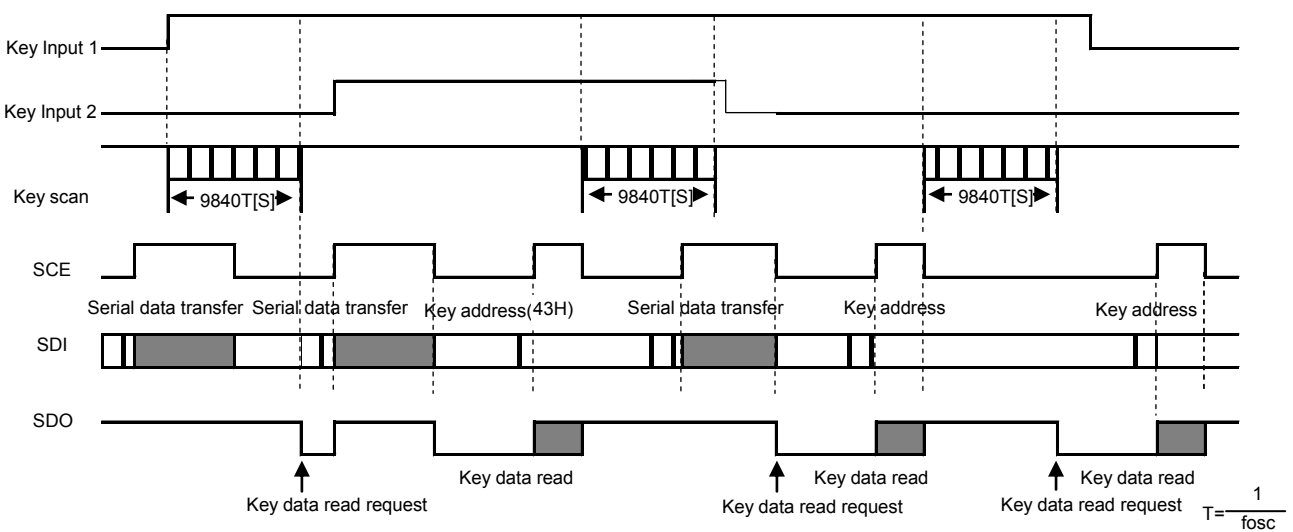 Key Input 1
Key Input 2
Key scan
9840T[S] 9840T[S] 9840T[S]
SCE
Serial data transfer Serial data transfer Key address(43H) Serial data transfer Key address Key address
SDI
SDO
Key data read Key data read Key data read
Key data read request Key data read request Key data read request
T= 1
fosc